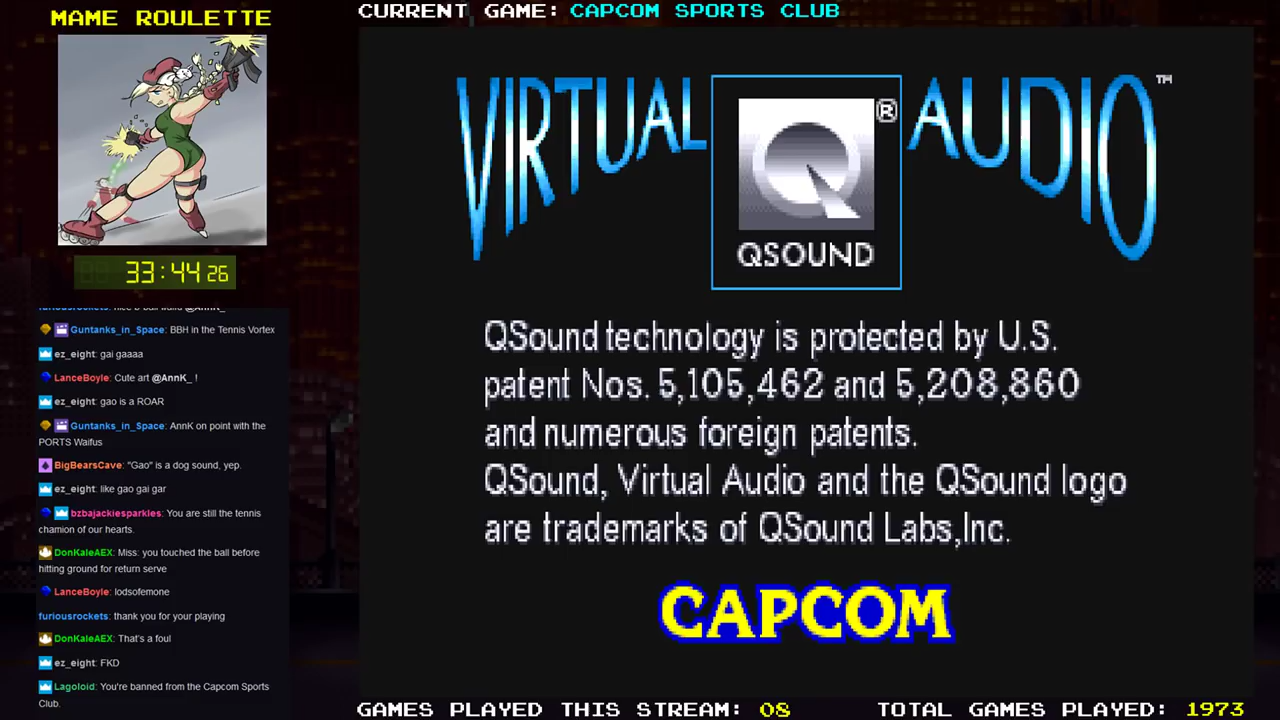 MAME ROULETTE
33:44 26
Guntanks_in_Space: BBH in the Tennis Vortex
ez_eight: gai gaaaa
LanceBoyle: Cute art @AnnK_ !
ez_eight: gao is a ROAR
Guntanks_in_Space: AnnK on point with the
PORTS Waifus
BigBearsCave: "Gao" is a dog sound, yep.
ez_eight: like gao gai gar
bzbajackiesparkles: You are still the tennis
chamion of our hearts.
DonKaleAEX: Miss: you touched the ball before
hitting ground for return serve
LanceBoyle: lodsofemone
furiousrockets: thank you for your playing
DonKaleAEX: That's a foul
ez_eight: FKD
Lagoloid: You're banned from the Capcom Sports
Club.
CURRENT GAME: CAPCOM SPORTS CLUB
VIRTUAL AUDIO ™
®
QSOUND
QSound technology is protected by U.S.
patent Nos. 5,105,462 and 5,208,860
and numerous foreign patents.
QSound, Virtual Audio and the QSound logo
are trademarks of QSound Labs,Inc.
CAPCOM
GAMES PLAYED THIS STREAM: 08
TOTAL GAMES PLAYED: 1973